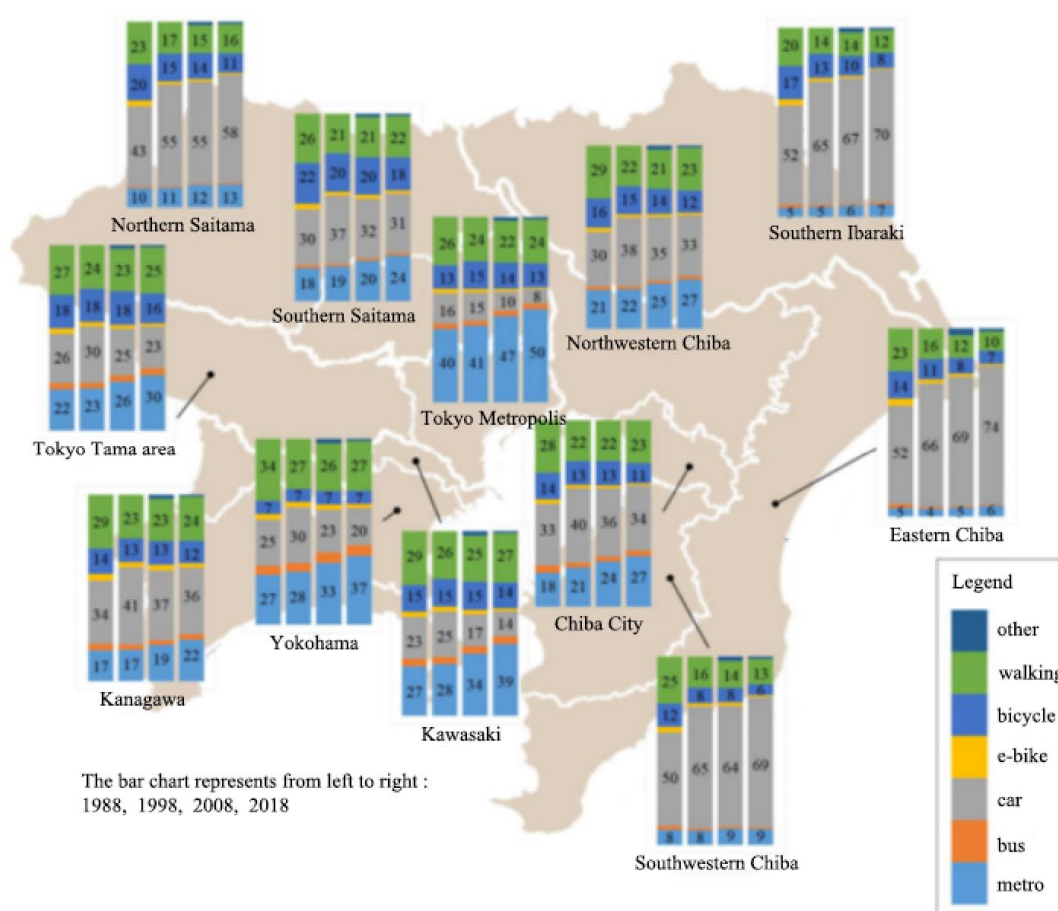 23 17 15 16
20 15 14 11
43 55 55 58
10 11 12 13
Northern Saitama
20 14 14 12
17 13 10 8
52 65 67 70
5 5 6 7
Southern Ibaraki
26 21 21 22
22 20 20 18
30 37 32 31
18 19 20 24
Southern Saitama
29 22 21 23
16 15 14 12
30 38 35 33
21 22 25 27
Northwestern Chiba
26 24 22 24
13 15 14 13
16 15 10 8
40 41 47 50
Tokyo Metropolis
27 24 23 25
18 18 18 16
26 30 25 23
22 23 26 30
Tokyo Tama area
23 16 12 10
14 11 8 7
52 66 69 74
5 4 5 6
Eastern Chiba
28 22 22 23
14 13 13 11
33 40 36 34
18 21 24 27
Chiba City
34 27 26 27
7 7 7 7
25 30 23 20
27 28 33 37
Yokohama
29 23 23 24
14 13 13 12
34 41 37 36
17 17 19 22
Kanagawa
29 26 25 27
15 15 15 14
23 25 17 14
27 28 34 39
Kawasaki
25 16 14 13
12 8 8 6
50 65 64 69
8 8 9 9
Southwestern Chiba
The bar chart represents from left to right :
1988, 1998, 2008, 2018
Legend
other
walking
bicycle
e-bike
car
bus
metro